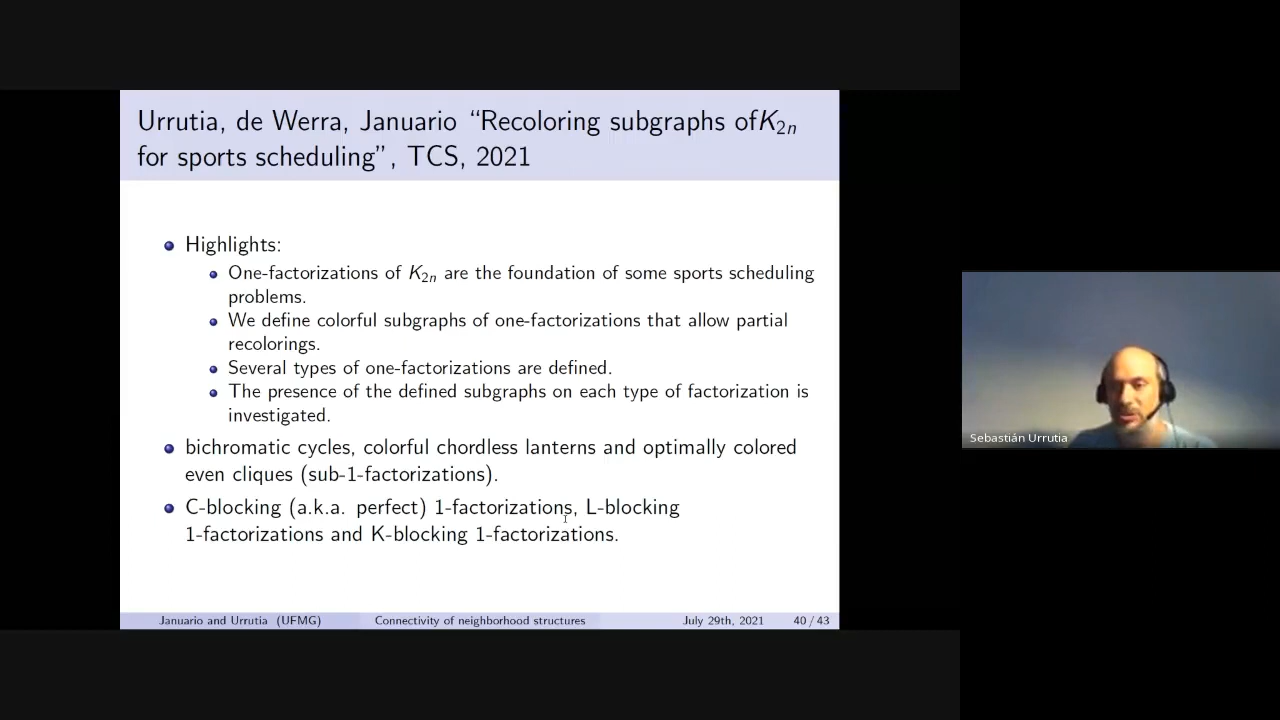 Urrutia, de Werra, Januario “Recoloring subgraphs ofK2n
for sports scheduling”, TCS, 2021
Highlights:
One-factorizations of K2n are the foundation of some sports scheduling
problems.
We define colorful subgraphs of one-factorizations that allow partial
recolorings.
Several types of one-factorizations are defined.
The presence of the defined subgraphs on each type of factorization is
investigated.
bichromatic cycles, colorful chordless lanterns and optimally colored
even cliques (sub-1-factorizations).
C-blocking (a.k.a. perfect) 1-factorizations, L-blocking
1-factorizations and K-blocking 1-factorizations.
Januario and Urrutia (UFMG) Connectivity of neighborhood structures July 29th, 2021 40 / 43
Sebastián Urrutia